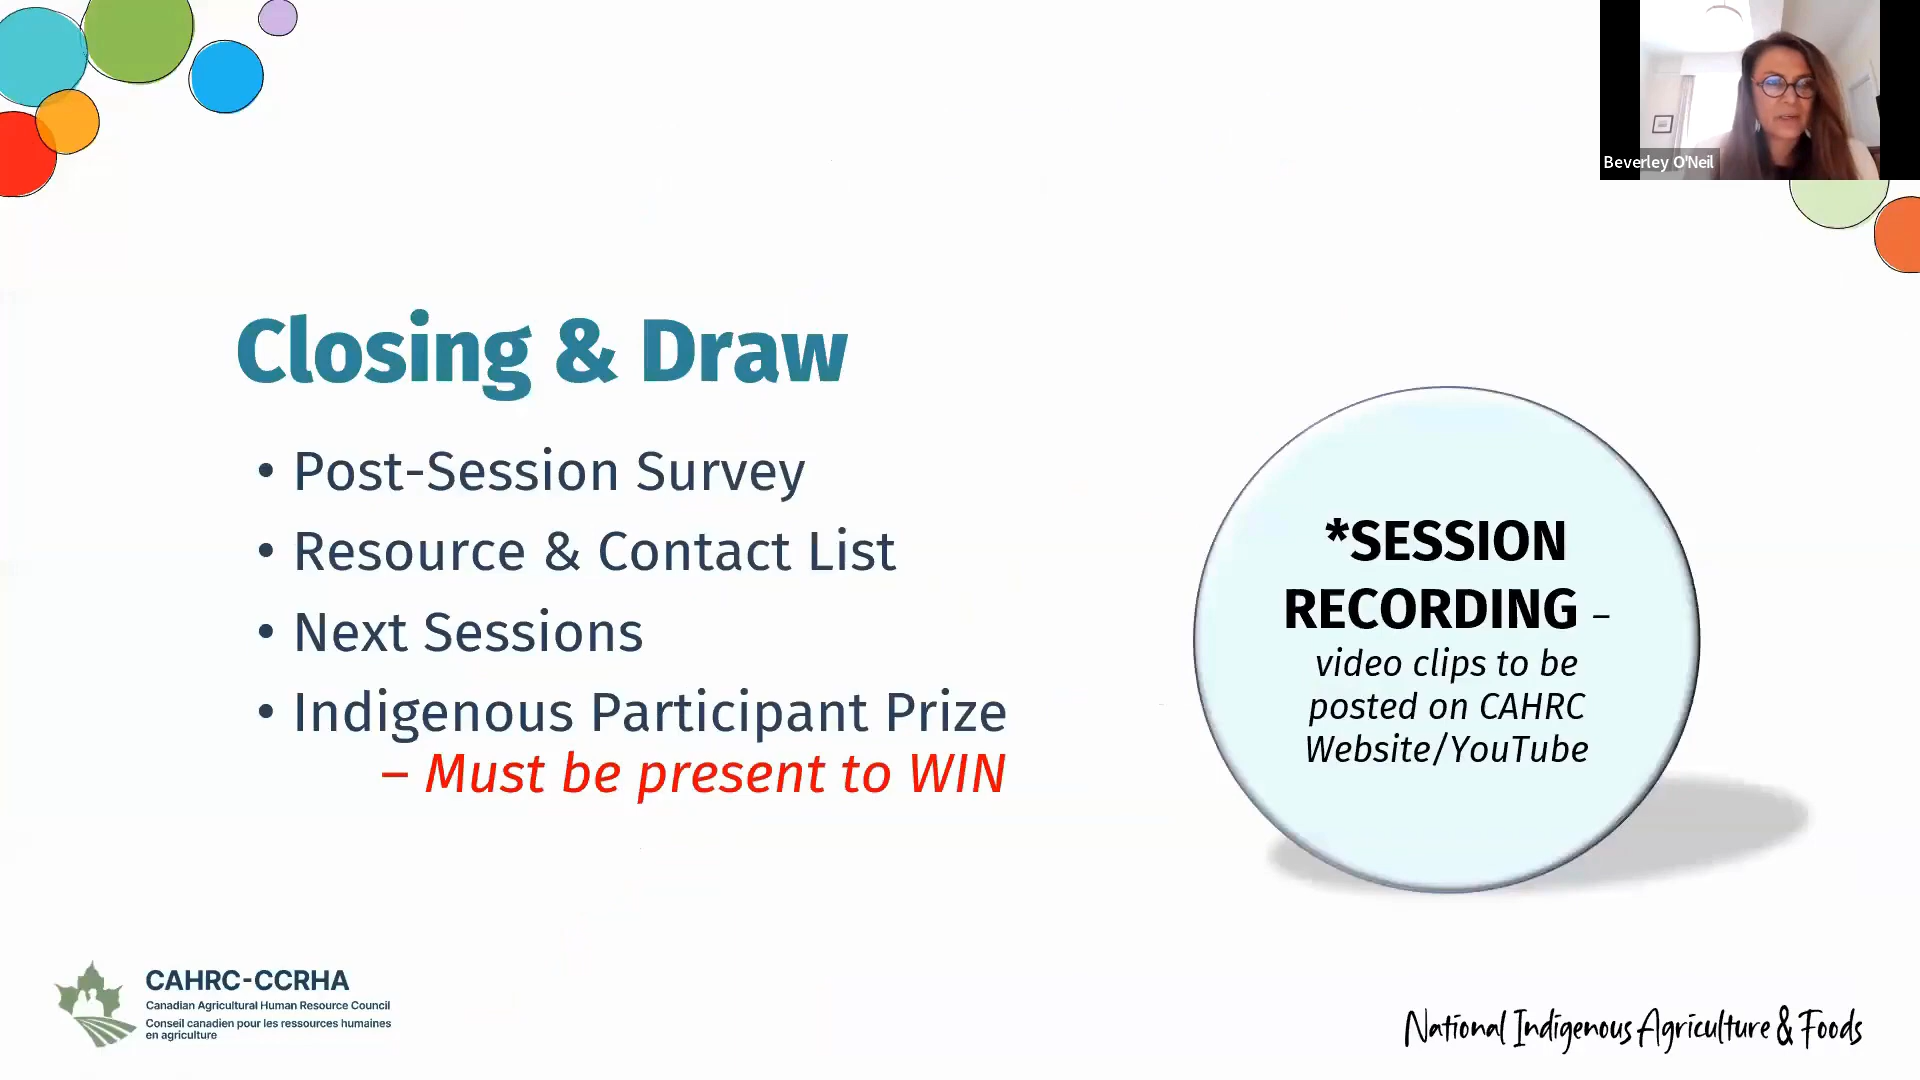 Beverley O'Neil
Closing & Draw
• Post-Session Survey
• Resource & Contact List
• Next Sessions
• Indigenous Participant Prize
– Must be present to WIN
*SESSION
RECORDING –
video clips to be
posted on CAHRC
Website/YouTube
CAHRC-CCRHA
Canadian Agricultural Human Resource Council
Conseil canadien pour les ressources humaines
en agriculture
National Indigenous Agriculture & Foods